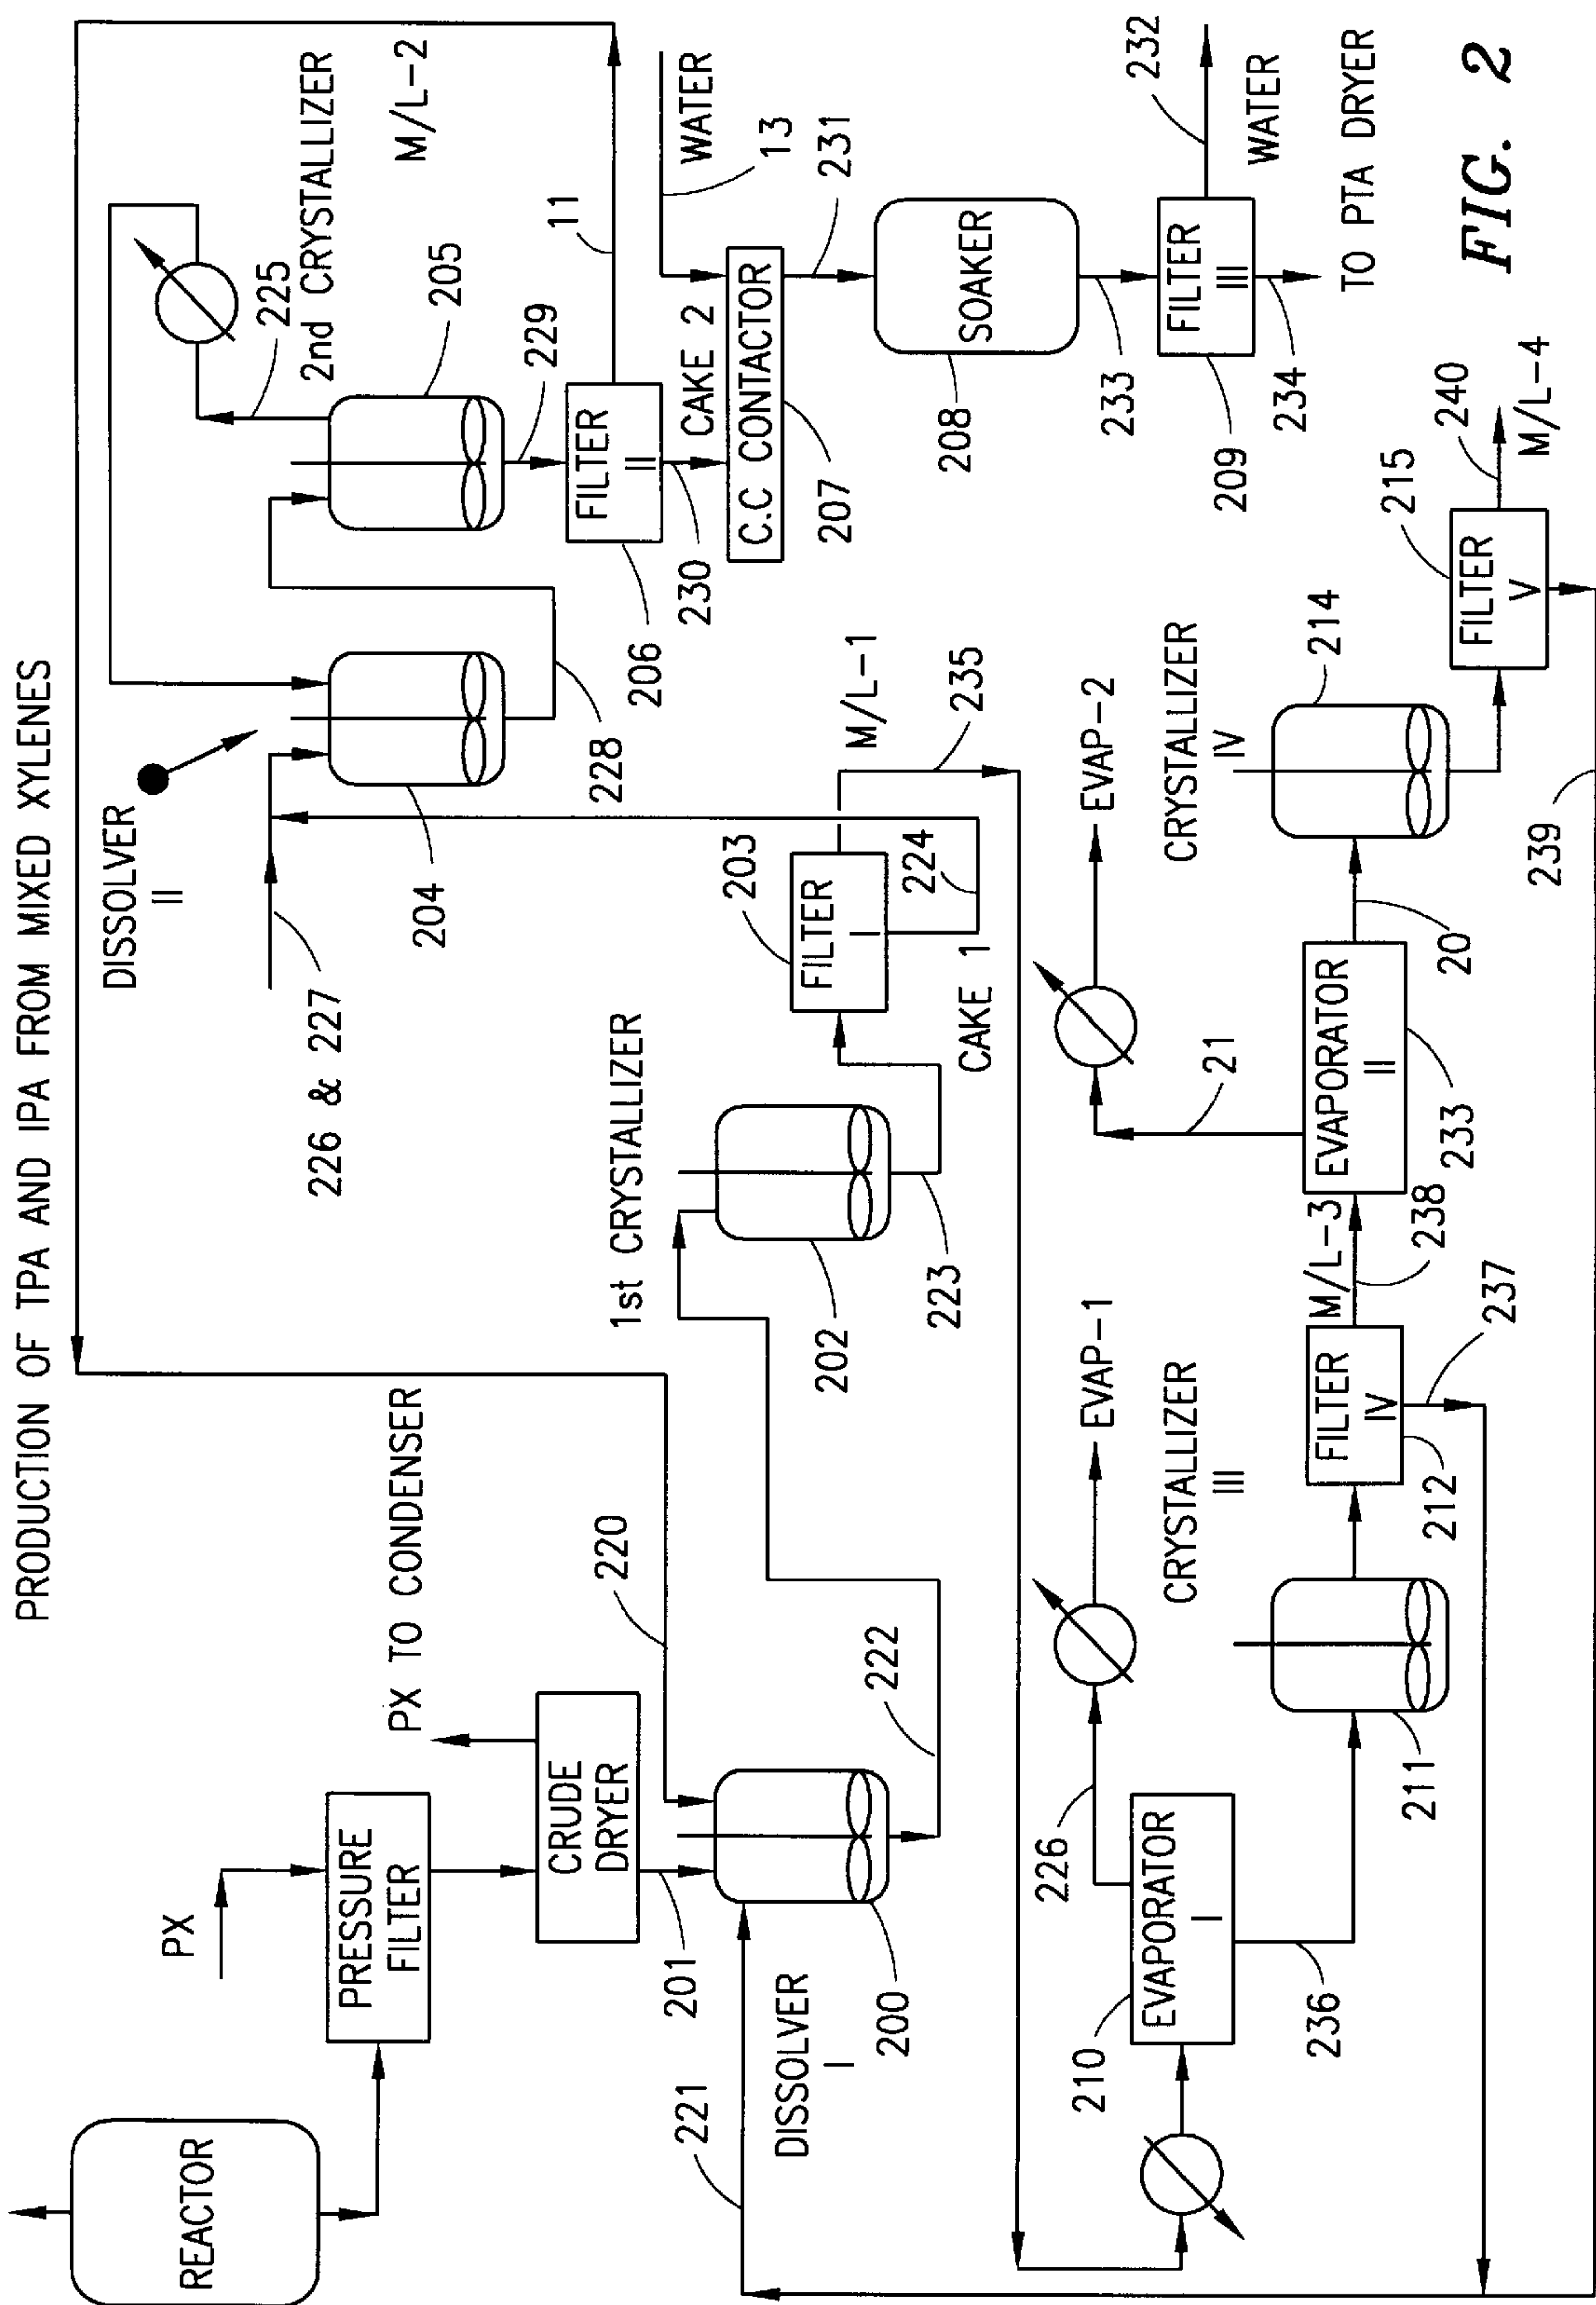 PRODUCTION OF TPA AND IPA FROM MIXED XYLENES
REACTOR
PX
PRESSURE
FILTER
PX TO CONDENSER
CRUDE
DRYER
201
220
221
DISSOLVER
I
200
222
1st CRYSTALLIZER
202
223
FILTER
I
203
CAKE 1
224
M/L-1
235
DISSOLVER
II
226 & 227
204
228
225
2nd CRYSTALLIZER
205
M/L-2
229
FILTER
II
206
11
230
CAKE 2
WATER
13
C.C CONTACTOR
207
231
SOAKER
208
233
FILTER
III
209
232
WATER
234
TO PTA DRYER
210
EVAPORATOR
I
226
EVAP-1
236
CRYSTALLIZER
III
211
FILTER
IV
212
M/L-3
238
237
EVAPORATOR
II
233
21
EVAP-2
20
CRYSTALLIZER
IV
214
FILTER
V
215
240
M/L-4
239
FIG. 2